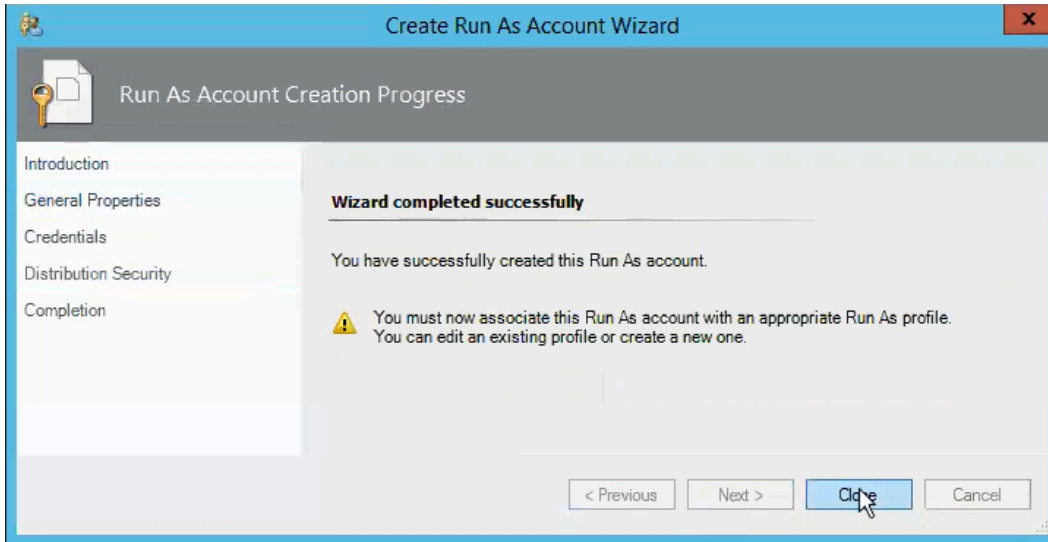 Create Run As Account Wizard
x
Run As Account Creation Progress
Introduction
General Properties
Credentials
Distribution Security
Completion
Wizard completed successfully
You have successfully created this Run As account.
You must now associate this Run As account with an appropriate Run As profile.
You can edit an existing profile or create a new one.
< Previous
Next >
Close
Cancel